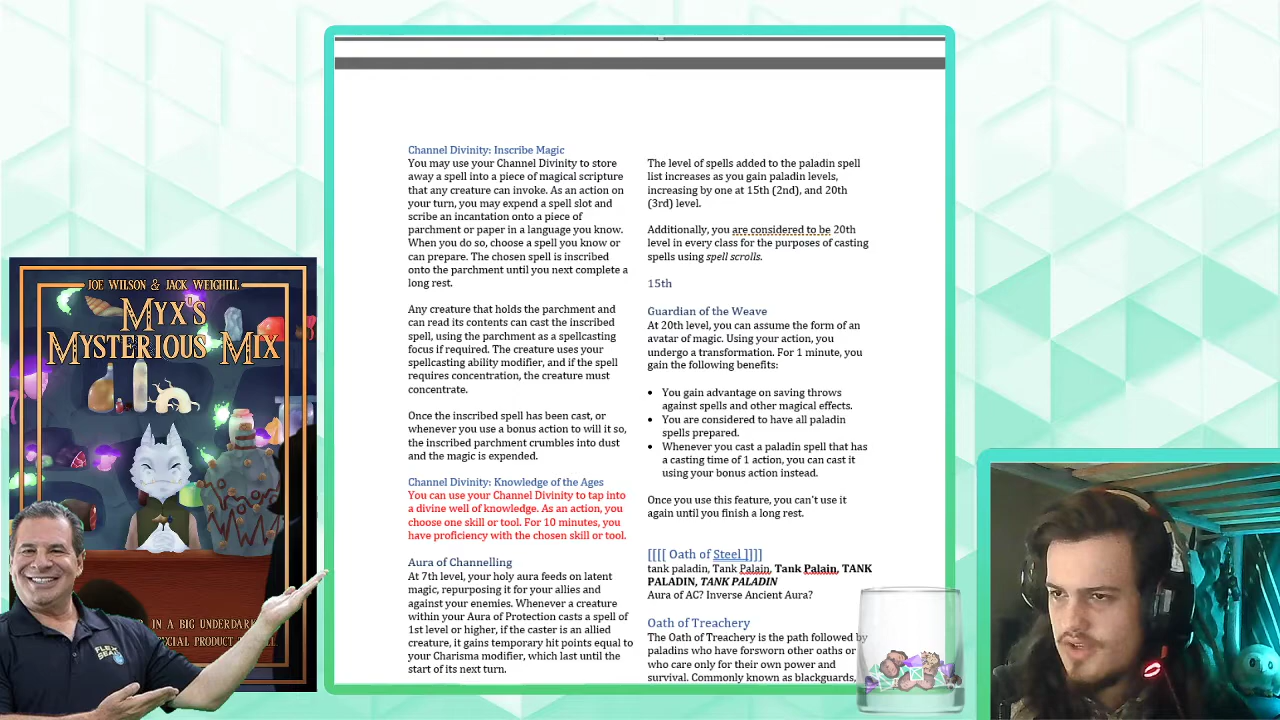 JOE WILSON & JACK WEIGHILL
MYX'S
MYSTERIOUS MIX
IN A BIG UNDERDAR
FLEX
SEAL
Channel Divinity: Inscribe Magic
You may use your Channel Divinity to store
away a spell into a piece of magical scripture
that any creature can invoke. As an action on
your turn, you may expend a spell slot and
scribe an incantation onto a piece of
parchment or paper in a language you know.
When you do so, choose a spell you know or
can prepare. The chosen spell is inscribed
onto the parchment until you next complete a
long rest.
Any creature that holds the parchment and
can read its contents can cast the inscribed
spell, using the parchment as a spellcasting
focus if required. The creature uses your
spellcasting ability modifier, and if the spell
requires concentration, the creature must
concentrate.
Once the inscribed spell has been cast, or
whenever you use a bonus action to will it so,
the inscribed parchment crumbles into dust
and the magic is expended.
Channel Divinity: Knowledge of the Ages
You can use your Channel Divinity to tap into
a divine well of knowledge. As an action, you
choose one skill or tool. For 10 minutes, you
have proficiency with the chosen skill or tool.
Aura of Channelling
At 7th level, your holy aura feeds on latent
magic, repurposing it for your allies and
against your enemies. Whenever a creature
within your Aura of Protection casts a spell of
1st level or higher, if the caster is an allied
creature, it gains temporary hit points equal to
your Charisma modifier, which last until the
start of its next turn.
The level of spells added to the paladin spell
list increases as you gain paladin levels,
increasing by one at 15th (2nd), and 20th
(3rd) level.
Additionally, you are considered to be 20th
level in every class for the purposes of casting
spells using spell scrolls.
15th
Guardian of the Weave
At 20th level, you can assume the form of an
avatar of magic. Using your action, you
undergo a transformation. For 1 minute, you
gain the following benefits:
• You gain advantage on saving throws
against spells and other magical effects.
• You are considered to have all paladin
spells prepared.
• Whenever you cast a paladin spell that has
a casting time of 1 action, you can cast it
using your bonus action instead.
Once you use this feature, you can't use it
again until you finish a long rest.
[[[[ Oath of Steel ]]]]
tank paladin, Tank Palain, Tank Palain, TANK
PALADIN, TANK PALADIN
Aura of AC? Inverse Ancient Aura?
Oath of Treachery
The Oath of Treachery is the path followed by
paladins who have forsworn other oaths or
who care only for their own power and
survival. Commonly known as blackguards,